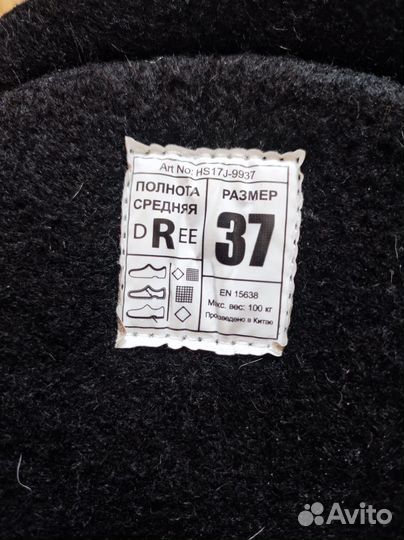 Art No: HS17J-9937
ПОЛНОТА
СРЕДНЯЯ
D R EE
РАЗМЕР
37
EN 15638
Макс. вес: 100 кг
Произведено в Китае
Avito